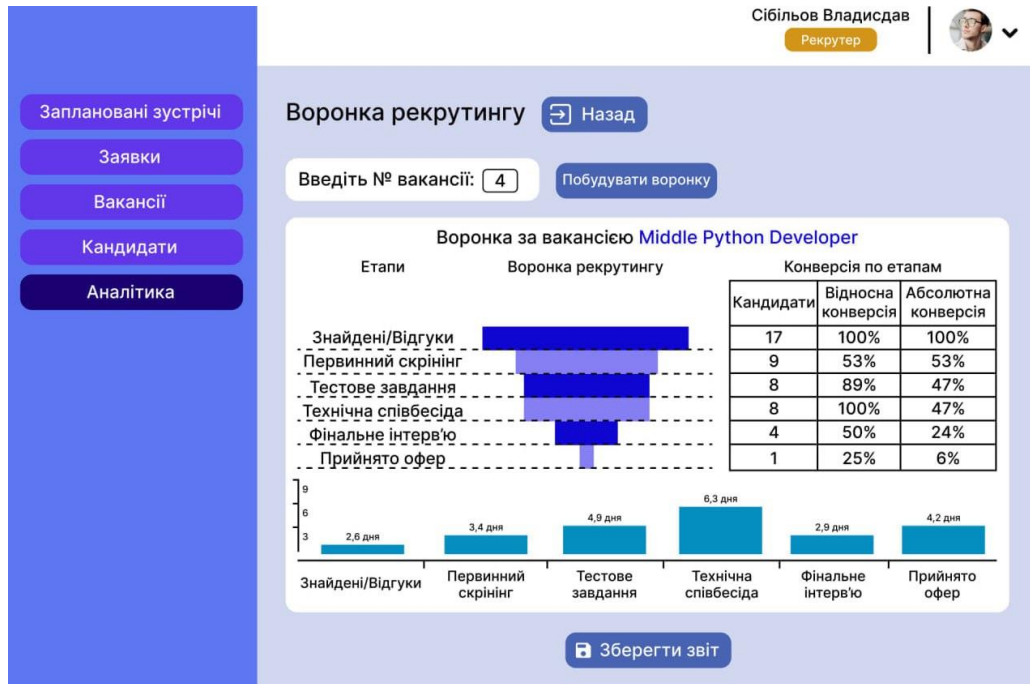 Сібільов Владисдав
Рекрутер
Заплановані зустрічі
Заявки
Вакансії
Кандидати
Аналітика
Воронка рекрутингу
Назад
Введіть № вакансії: 4
Побудувати воронку
Воронка за вакансією Middle Python Developer
Етапи Воронка рекрутингу Конверсія по етапам
Кандидати Відносна конверсія Абсолютна конверсія
Знайдені/Відгуки 17 100% 100%
Первинний скрінінг 9 53% 53%
Тестове завдання 8 89% 47%
Технічна співбесіда 8 100% 47%
Фінальне інтерв'ю 4 50% 24%
Прийнято офер 1 25% 6%
9
6
3
2,6 дня 3,4 дня 4,9 дня 6,3 дня 2,9 дня 4,2 дня
Знайдені/Відгуки Первинний скрінінг Тестове завдання Технічна співбесіда Фінальне інтерв'ю Прийнято офер
Зберегти звіт